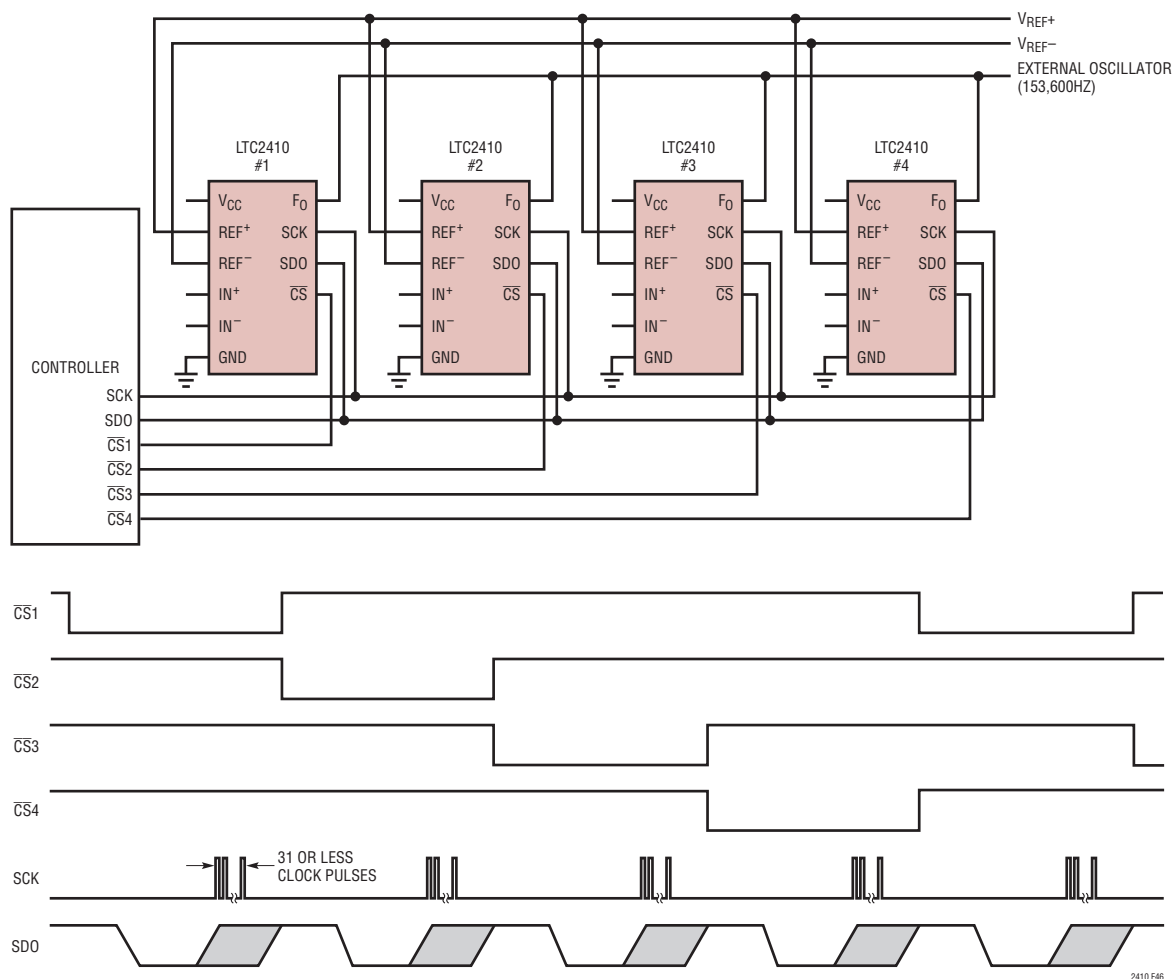 VREF+
VREF–
EXTERNAL OSCILLATOR
(153,600HZ)
LTC2410
#1
LTC2410
#2
LTC2410
#3
LTC2410
#4
VCC FO
REF+ SCK
REF– SDO
IN+ CS
IN–
GND
VCC FO
REF+ SCK
REF– SDO
IN+ CS
IN–
GND
VCC FO
REF+ SCK
REF– SDO
IN+ CS
IN–
GND
VCC FO
REF+ SCK
REF– SDO
IN+ CS
IN–
GND
CONTROLLER
SCK
SDO
CS1
CS2
CS3
CS4
CS1
CS2
CS3
CS4
SCK
31 OR LESS
CLOCK PULSES
SDO
2410 F46